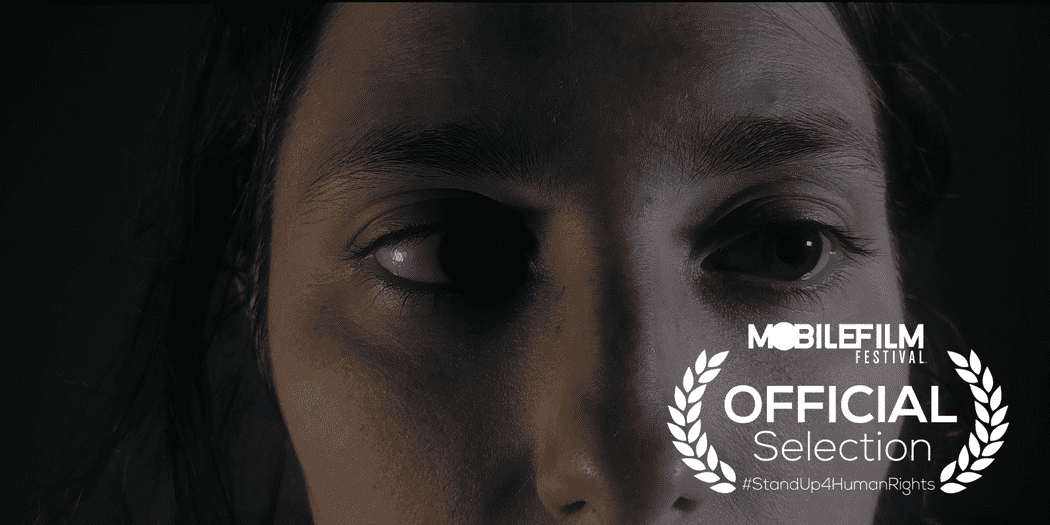 MOBILEFILM
FESTIVAL
OFFICIAL
Selection
#StandUp4HumanRights